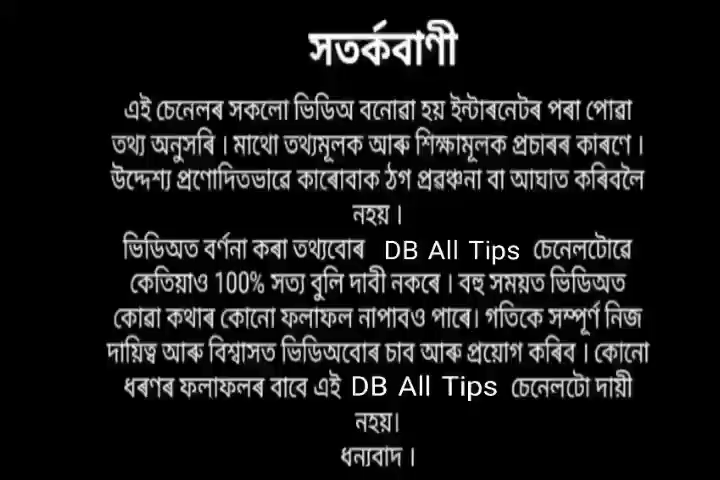 সতৰ্কবাণী
এই চেনেলৰ সকলো ভিডিঅ বনোৱা হয় ইন্টাৰনেটৰ পৰা পোৱা
তথ্য অনুসৰি । মাথো তথ্যমূলক আৰু শিক্ষামূলক প্ৰচাৰৰ কাৰণে ।
উদ্দেশ্য প্ৰণোদিতভাৱে কাৰোবাক ঠগ প্ৰৱঞ্চনা বা আঘাত কৰিবলৈ
নহয় ।
ভিডিঅত বৰ্ণনা কৰা তথ্যবোৰ DB All Tips চেনেলটোৱে
কেতিয়াও 100% সত্য বুলি দাবী নকৰে । বহু সময়ত ভিডিঅত
কোৱা কথাৰ কোনো ফলাফল নাপাবও পাৰে। গতিকে সম্পূৰ্ণ নিজ
দায়িত্ব আৰু বিশ্বাসত ভিডিঅবোৰ চাব আৰু প্ৰয়োগ কৰিব । কোনো
ধৰণৰ ফলাফলৰ বাবে এই DB All Tips চেনেলটো দায়ী
নহয়।
ধন্যবাদ ।